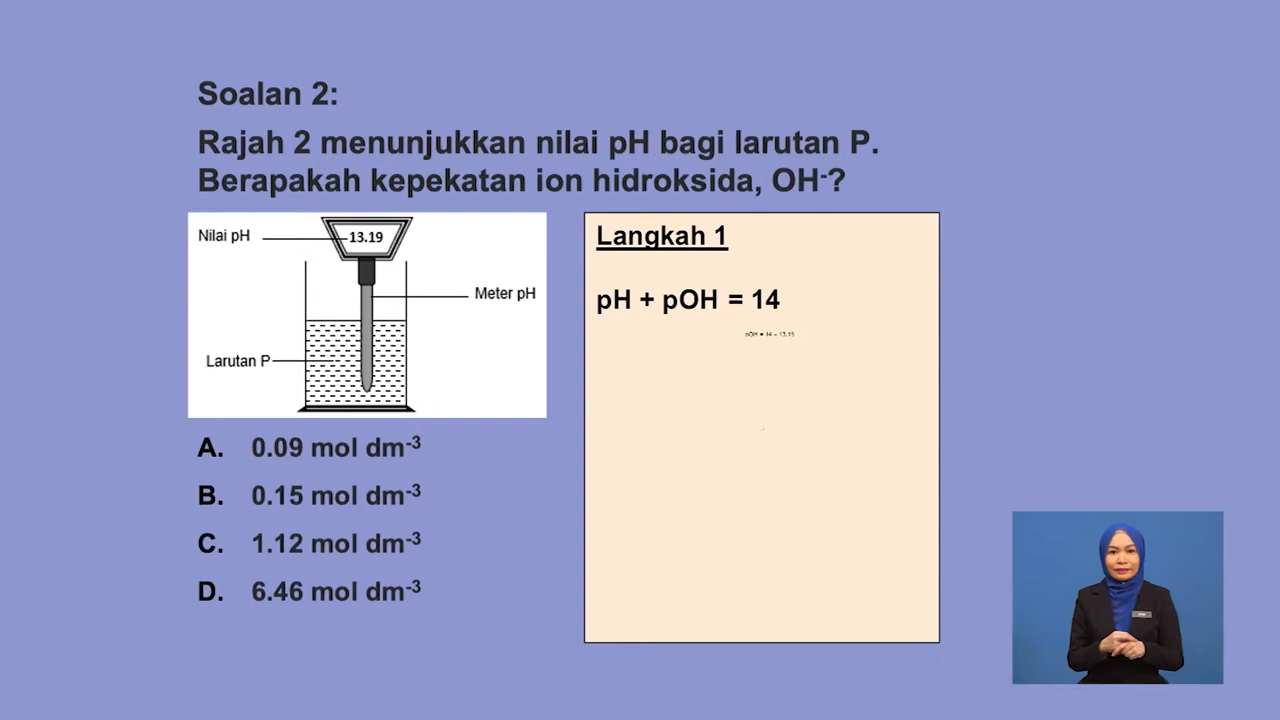 Soalan 2:
Rajah 2 menunjukkan nilai pH bagi larutan P.
Berapakah kepekatan ion hidroksida, OH⁻?
Nilai pH
13.19
Meter pH
Larutan P
A. 0.09 mol dm⁻³
B. 0.15 mol dm⁻³
C. 1.12 mol dm⁻³
D. 6.46 mol dm⁻³
Langkah 1
pH + pOH = 14
pOH = 14 – 13.19